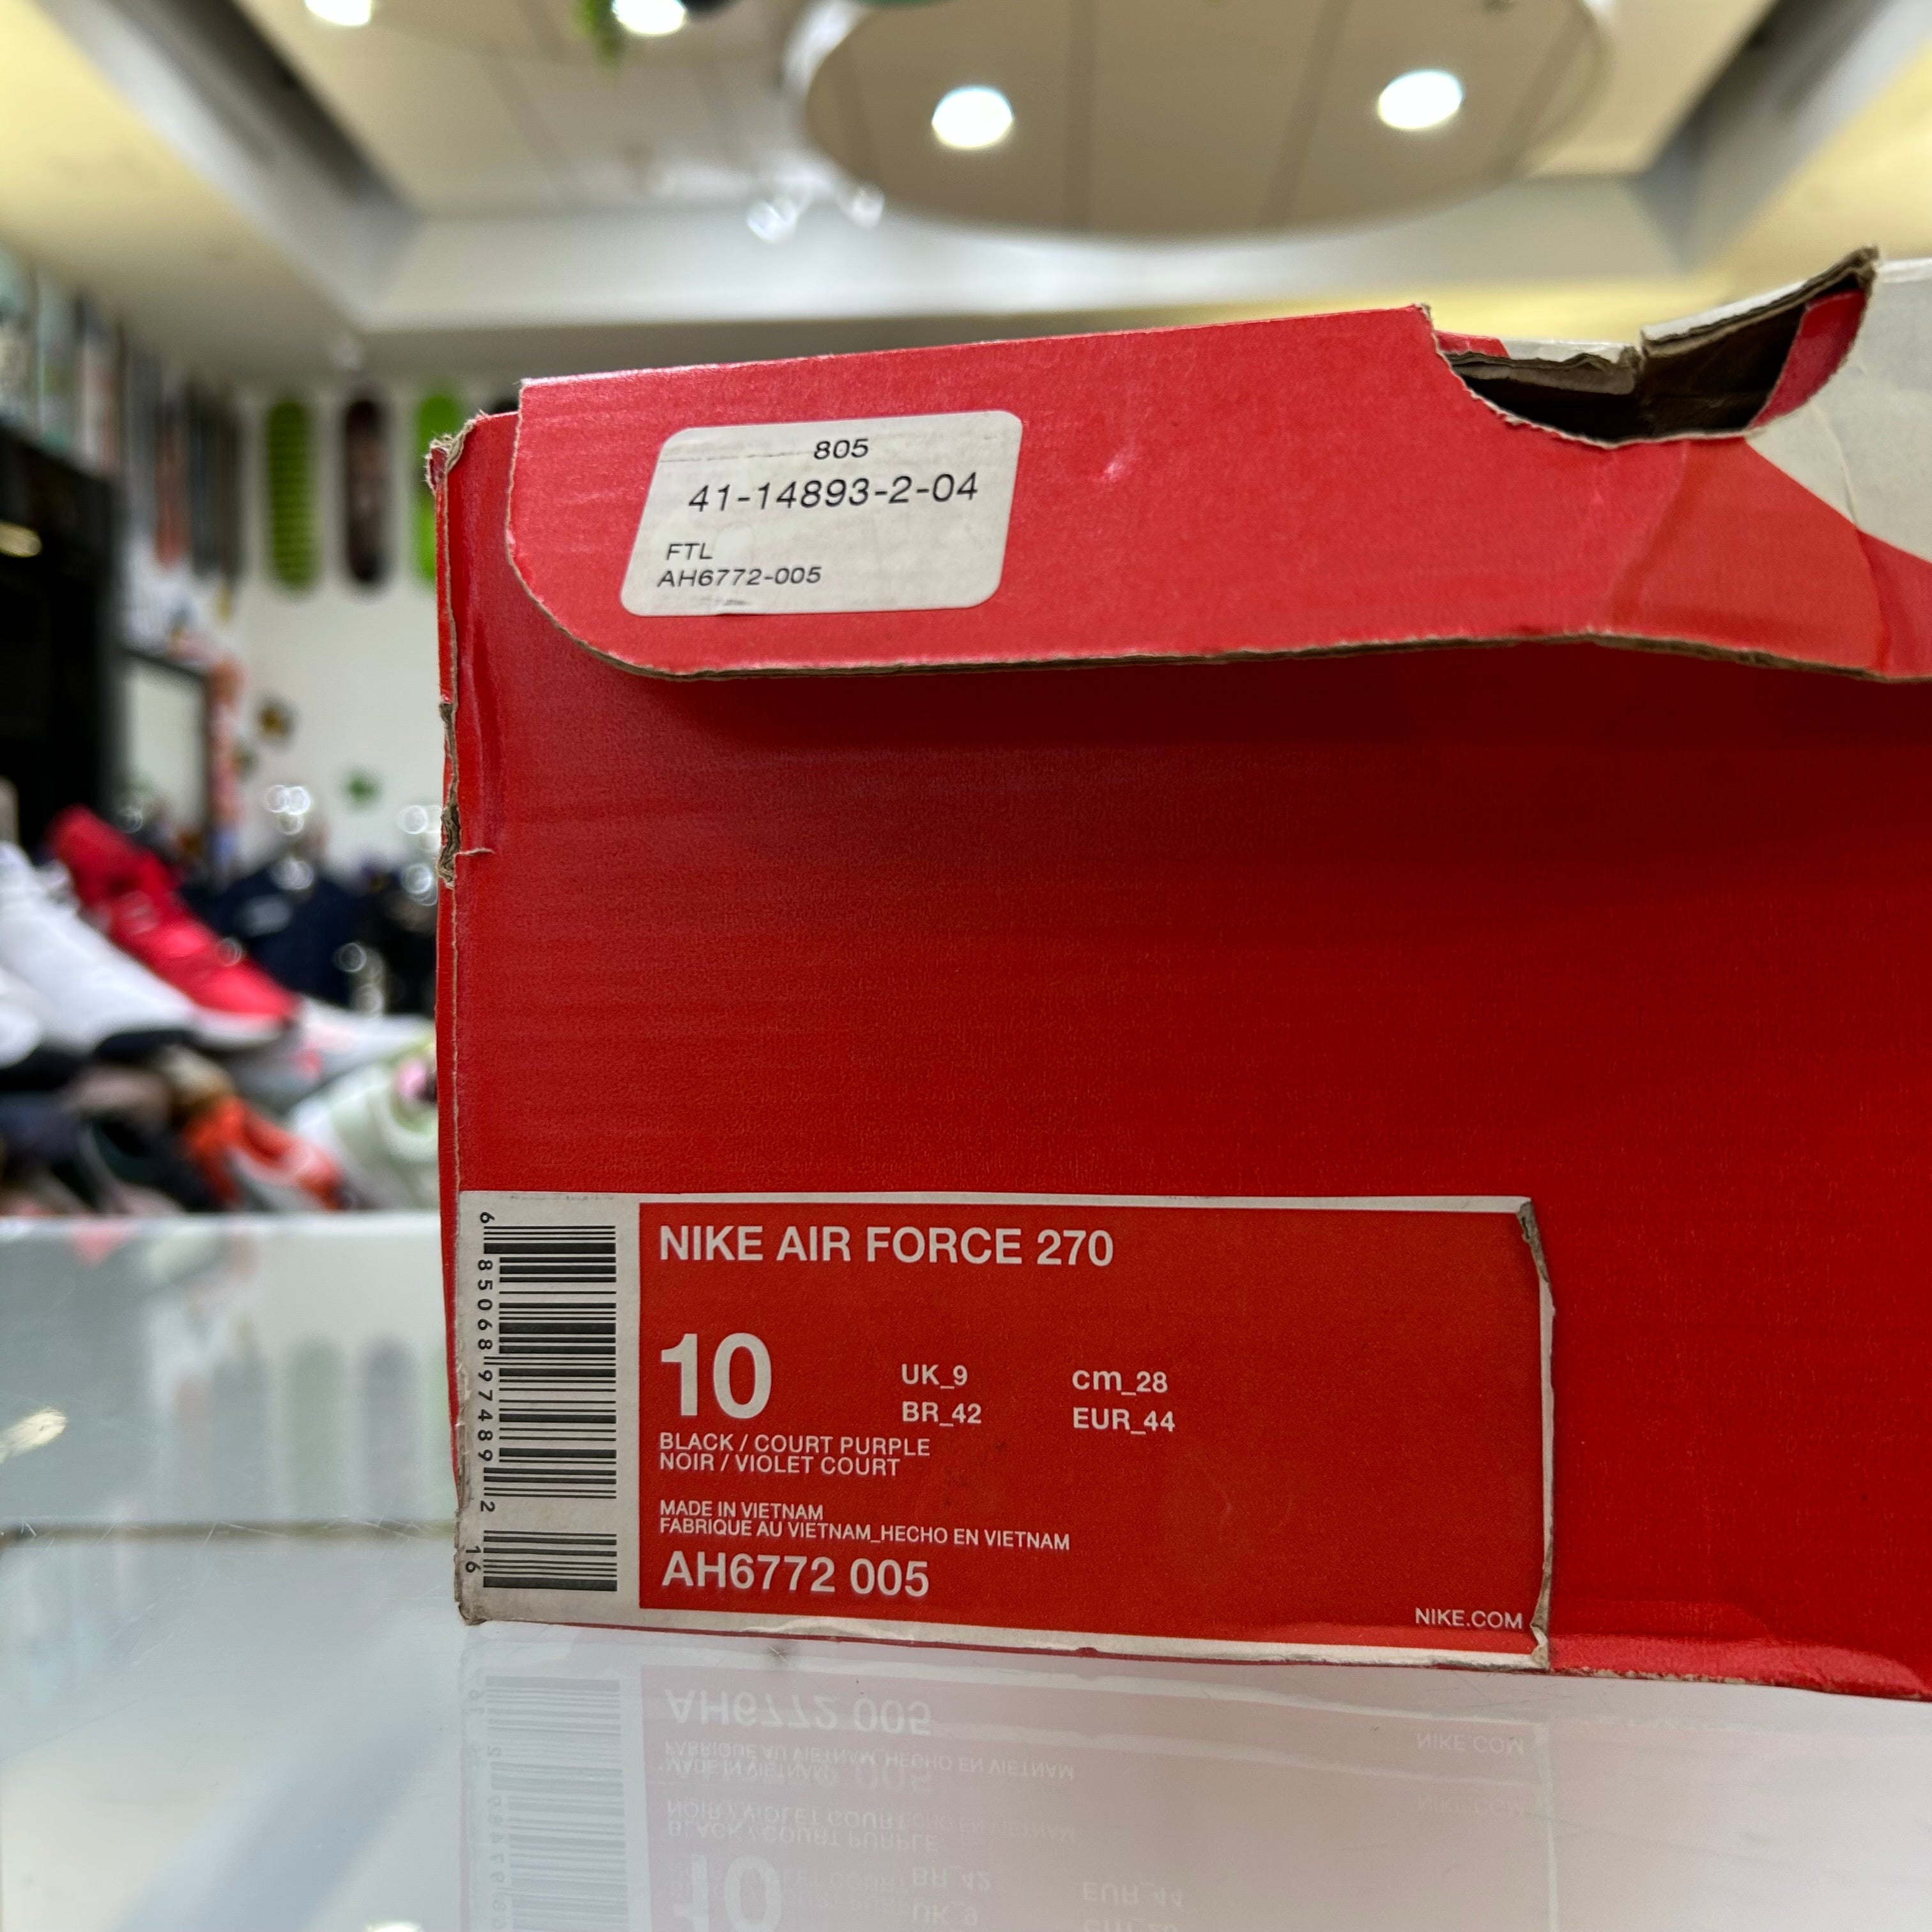 805
41-14893-2-04
FTL
AH6772-005
NIKE AIR FORCE 270
10
UK_9
cm_28
BR_42
EUR_44
BLACK / COURT PURPLE
NOIR / VIOLET COURT
MADE IN VIETNAM
FABRIQUE AU VIETNAM_HECHO EN VIETNAM
AH6772 005
NIKE.COM
6 85068 97489 2
16